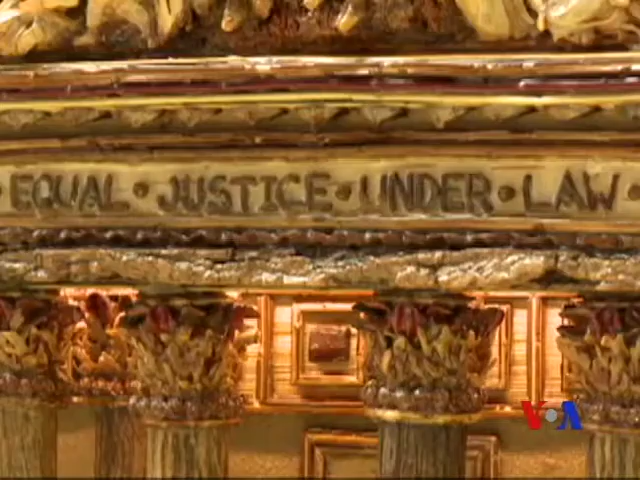 • EQUAL • JUSTICE • UNDER • LAW •
VOA